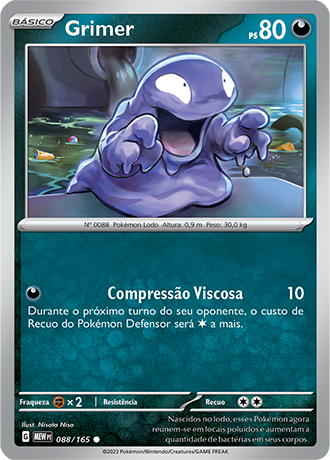 BÁSICO
Grimer
PS 80
Nº 0088 Pokémon Lodo Altura: 0,9 m Peso: 30,0 kg
Compressão Viscosa 10
Durante o próximo turno do seu oponente, o custo de
Recuo do Pokémon Defensor será a mais.
Fraqueza ×2 Resistência Recuo
Ilust. Nisota Niso
G MEW PT 088/165
Nascidos no lodo, esses Pokémon agora
reúnem-se em locais poluídos e aumentam a
quantidade de bactérias em seus corpos.
©2023 Pokémon/Nintendo/Creatures/GAME FREAK